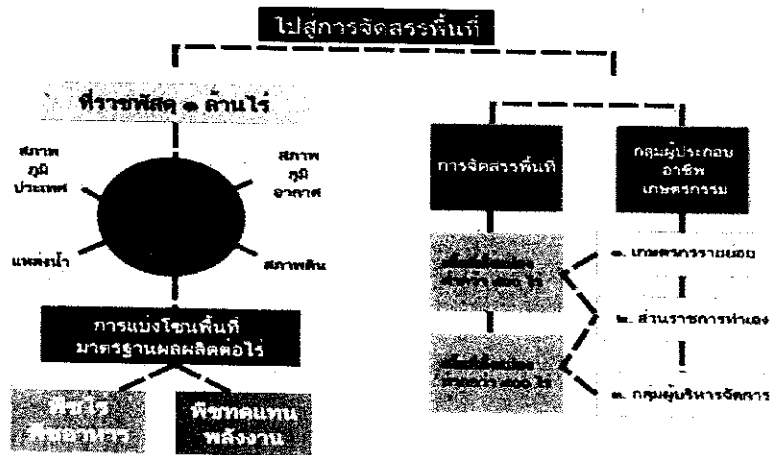 ไปสู่การจัดสรรพื้นที่
ที่ราชพัสดุ ๑ ล้านไร่
สภาพ
ภูมิ
ประเทศ
สภาพ
ภูมิ
อากาศ
แหล่งน้ำ
สภาพดิน
การแบ่งโซนพื้นที่
มาตรฐานผลผลิตต่อไร่
พืชไร่
พืชอาหาร
พืชทดแทน
พลังงาน
การจัดสรรพื้นที่
กลุ่มผู้ประกอบ
อาชีพ
เกษตรกรรม
๑. เกษตรกรรายย่อย
๒. ส่วนราชการทำเอง
๓. กลุ่มผู้บริหารจัดการ